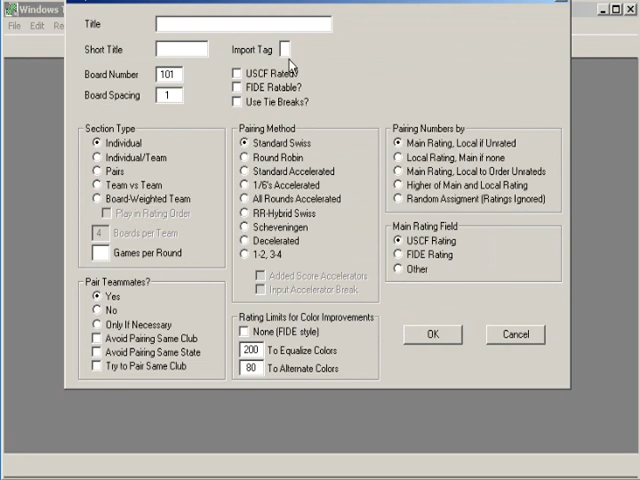 Windows T
File Edit Ro
Title
Short Title
Import Tag
Board Number 101
USCF Rated?
FIDE Ratable?
Board Spacing 1
Use Tie Breaks?
Section Type
Individual
Individual/Team
Pairs
Team vs Team
Board-Weighted Team
Play in Rating Order
4 Boards per Team
Games per Round
Pairing Method
Standard Swiss
Round Robin
Standard Accelerated
1/6's Accelerated
All Rounds Accelerated
RR-Hybrid Swiss
Scheveningen
Decelerated
1-2, 3-4
Added Score Accelerators
Input Accelerator Break
Pairing Numbers by
Main Rating, Local if Unrated
Local Rating, Main if none
Main Rating, Local to Order Unrateds
Higher of Main and Local Rating
Random Assigment (Ratings Ignored)
Main Rating Field
USCF Rating
FIDE Rating
Other
Pair Teammates?
Yes
No
Only If Necessary
Avoid Pairing Same Club
Avoid Pairing Same State
Try to Pair Same Club
Rating Limits for Color Improvements
None (FIDE style)
200 To Equalize Colors
80 To Alternate Colors
OK
Cancel